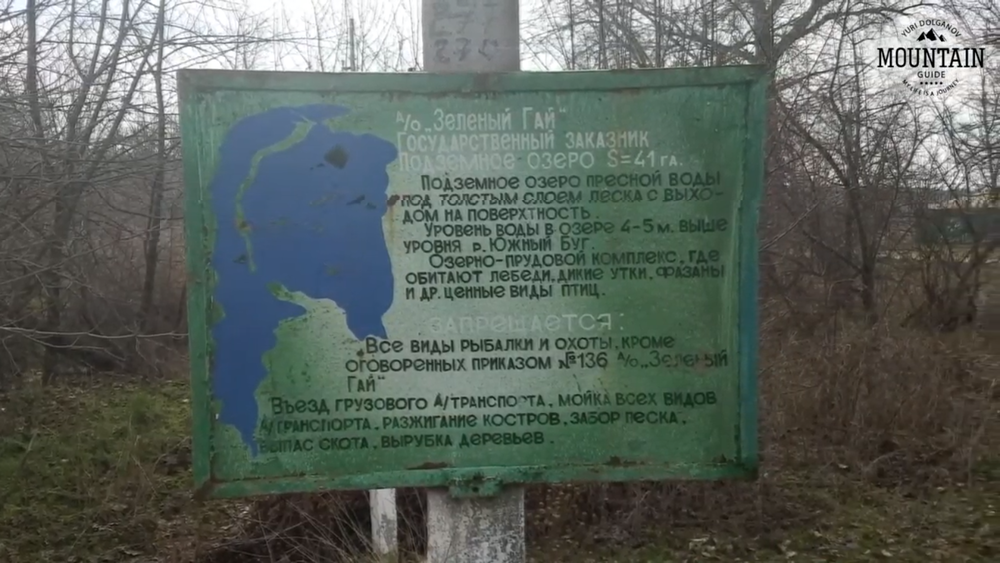 YURI DOLGANOV
MOUNTAIN
GUIDE
А/О „Зеленый Гай"
Государственный заказник
Подземное озеро S=41 га.
Подземное озеро пресной воды
под толстым слоем песка с выхо-
дом на поверхность.
Уровень воды в озере 4-5 м. выше
уровня р. Южный Буг.
Озерно-прудовой комплекс, где
обитают лебеди, дикие утки, фазаны
и др. ценные виды птиц.
ЗАПРЕЩАЕТСЯ:
Все виды рыбалки и охоты, кроме
оговоренных приказом №136 А/О „Зеленый
Гай"
Въезд грузового а/транспорта, мойка всех видов
а/транспорта, разжигание костров, забор песка,
выпас скота, вырубка деревьев.